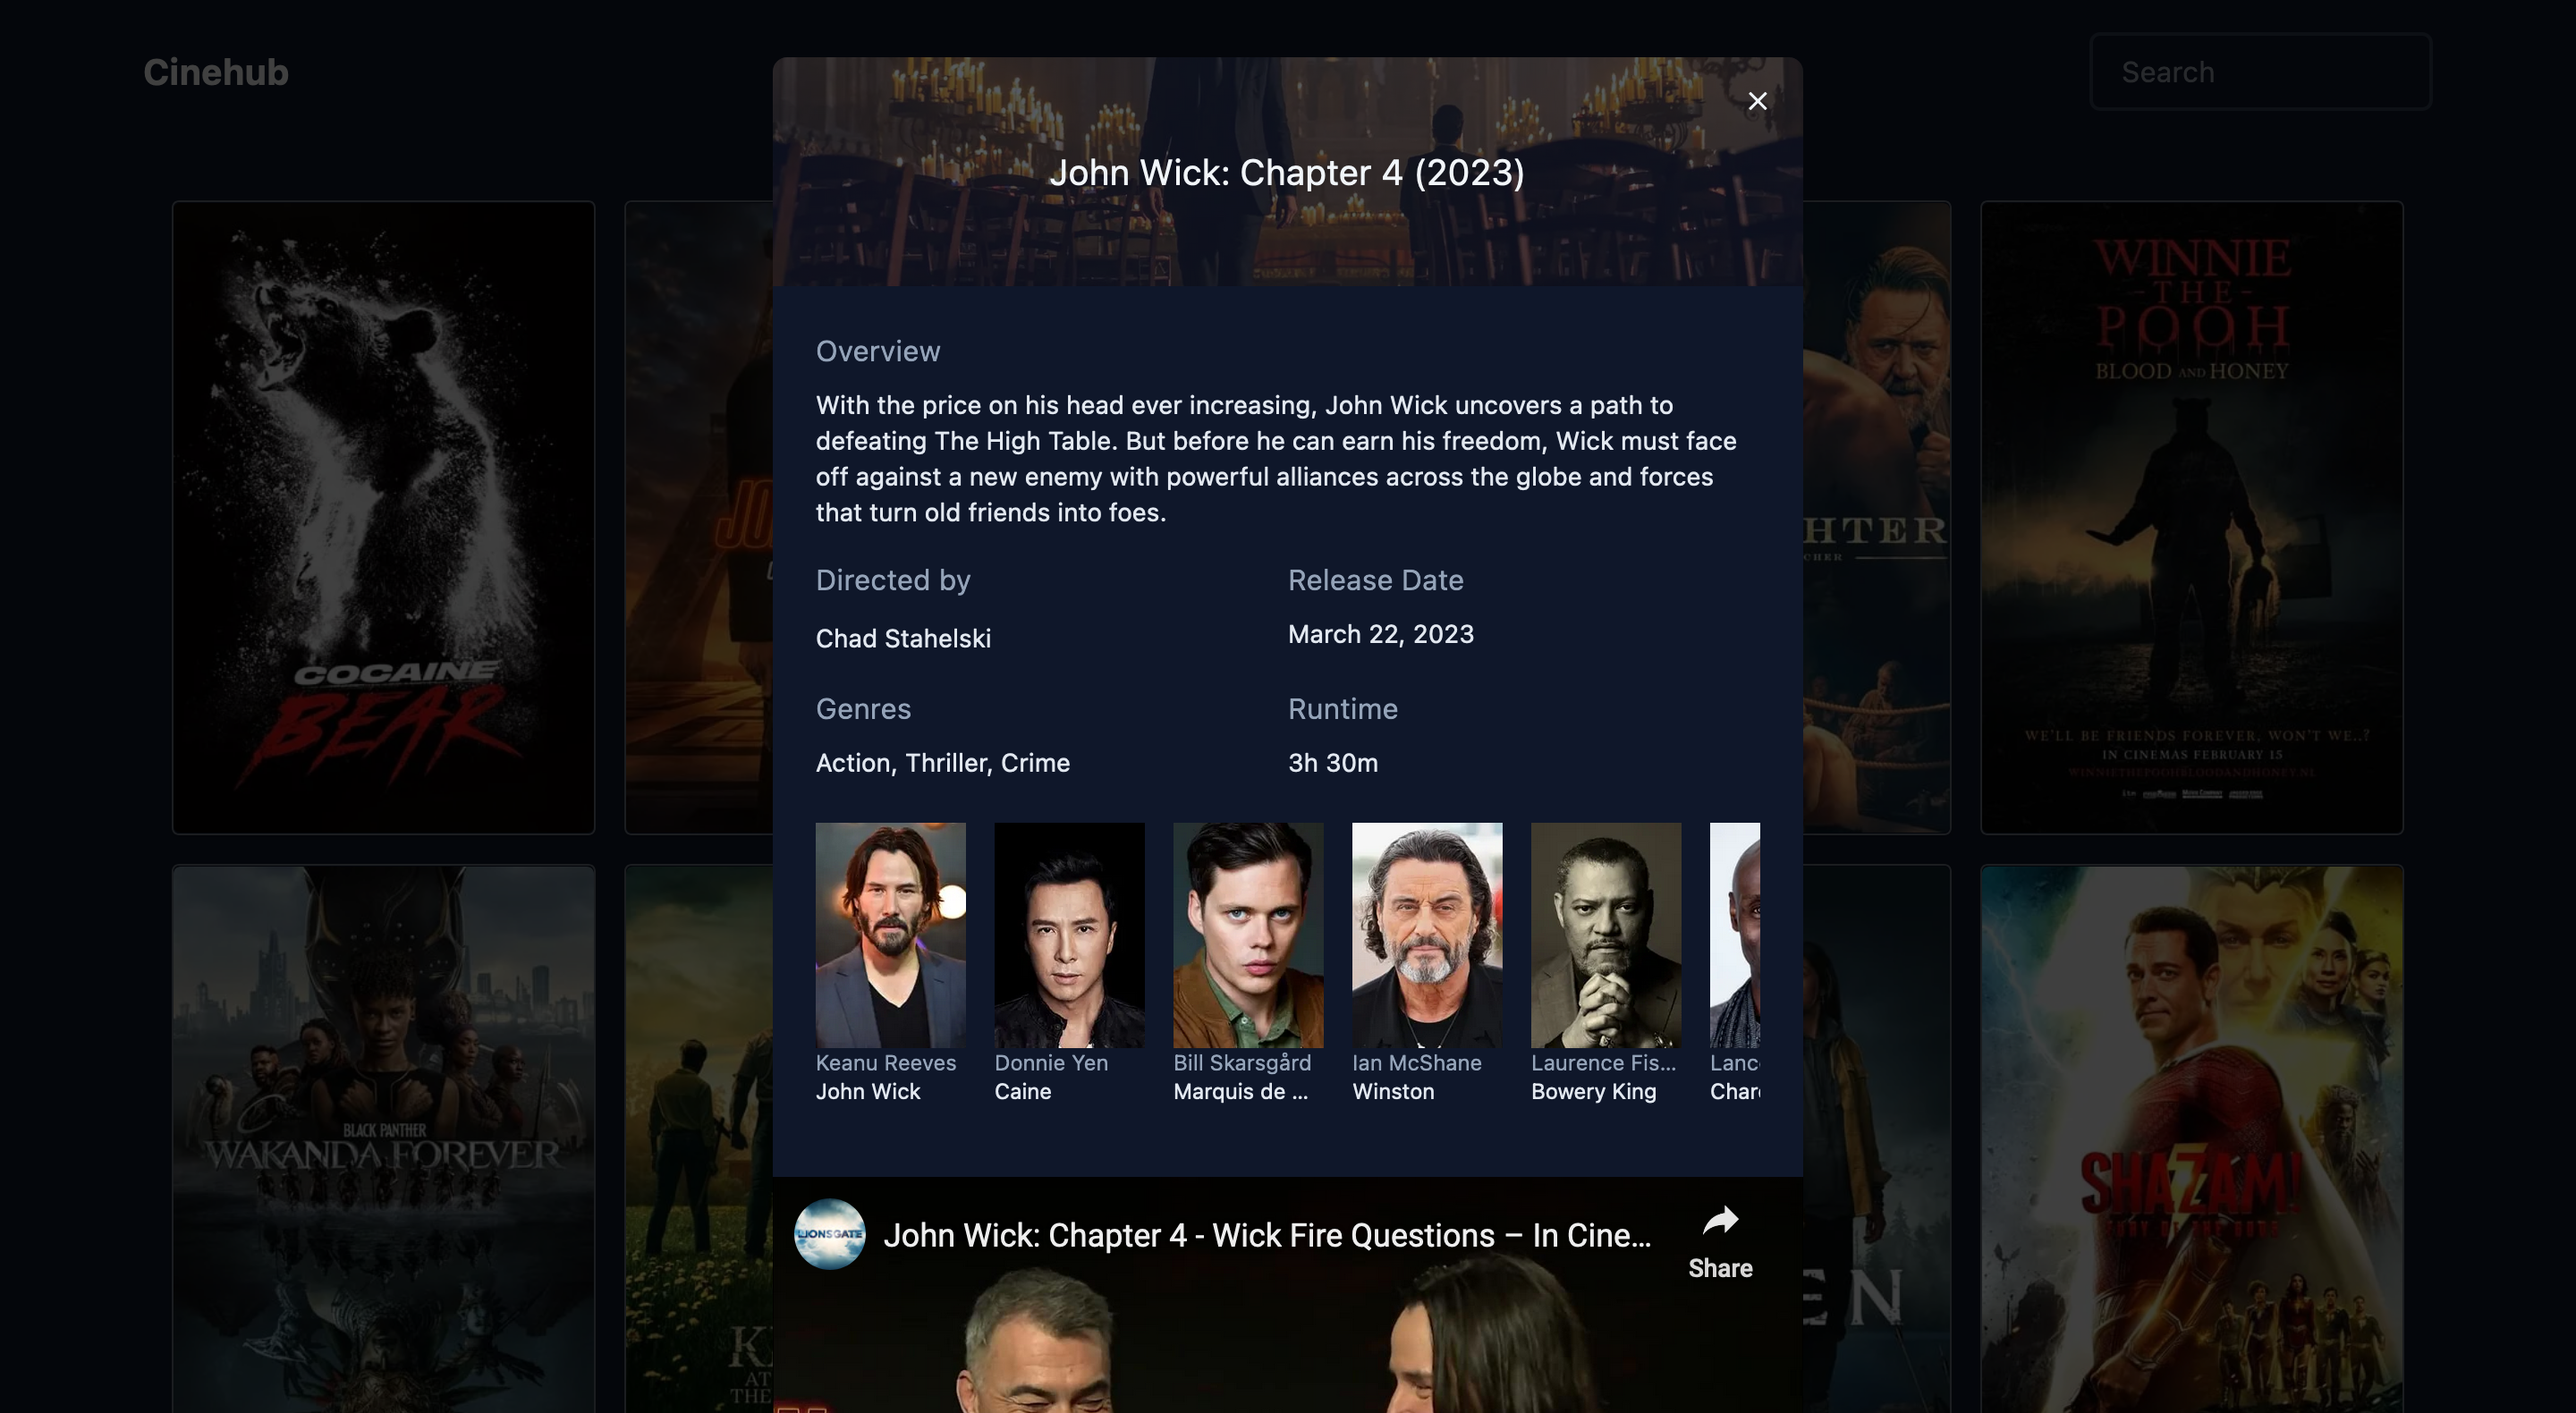 Cinehub
Search
John Wick: Chapter 4 (2023)
Overview
With the price on his head ever increasing, John Wick uncovers a path to
defeating The High Table. But before he can earn his freedom, Wick must face
off against a new enemy with powerful alliances across the globe and forces
that turn old friends into foes.
Directed by
Chad Stahelski
Release Date
March 22, 2023
Genres
Action, Thriller, Crime
Runtime
3h 30m
Keanu Reeves
John Wick
Donnie Yen
Caine
Bill Skarsgård
Marquis de ...
Ian McShane
Winston
Laurence Fis...
Bowery King
Lanc
Char
LIONSGATE
John Wick: Chapter 4 - Wick Fire Questions – In Cine...
Share
COCAINE
BEAR
JO
HTER
CHER
WINNIE
-THE-
POOH
BLOOD AND HONEY
WE'LL BE FRIENDS FOREVER, WON'T WE..?
IN CINEMAS FEBRUARY 15
BLACK PANTHER
WAKANDA FOREVER
K
AT
THE
EN
SHAZAM!